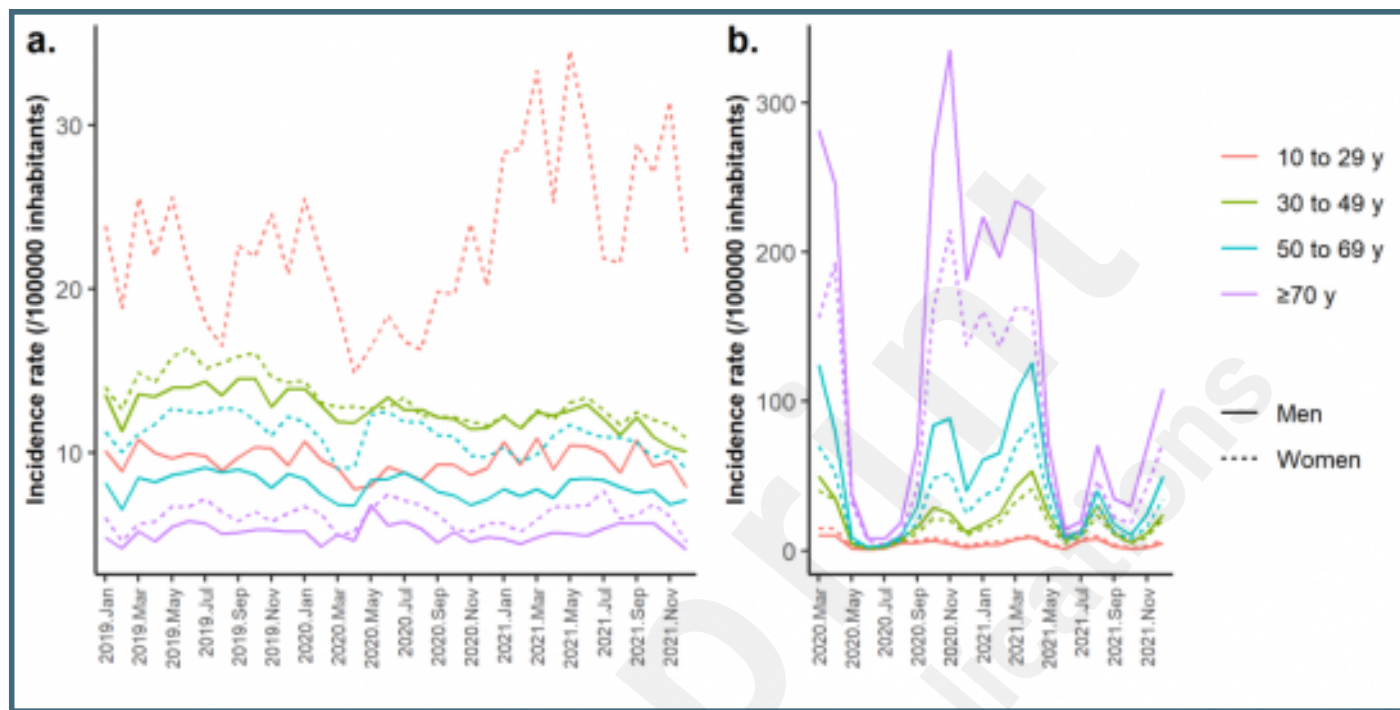 a.
Incidence rate (/100000 inhabitants)
30
20
10
2019.Jan
2019.Mar
2019.May
2019.Jul
2019.Sep
2019.Nov
2020.Jan
2020.Mar
2020.May
2020.Jul
2020.Sep
2020.Nov
2021.Jan
2021.Mar
2021.May
2021.Jul
2021.Sep
2021.Nov
b.
Incidence rate (/100000 inhabitants)
300
200
100
0
2020.Mar
2020.May
2020.Jul
2020.Sep
2020.Nov
2021.Jan
2021.Mar
2021.May
2021.Jul
2021.Sep
2021.Nov
10 to 29 y
30 to 49 y
50 to 69 y
≥70 y
Men
Women